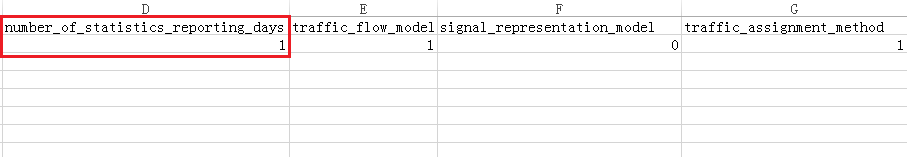 D E F G
number_of_statistics_reporting_days traffic_flow_model signal_representation_model traffic_assignment_method
1 1 0 1